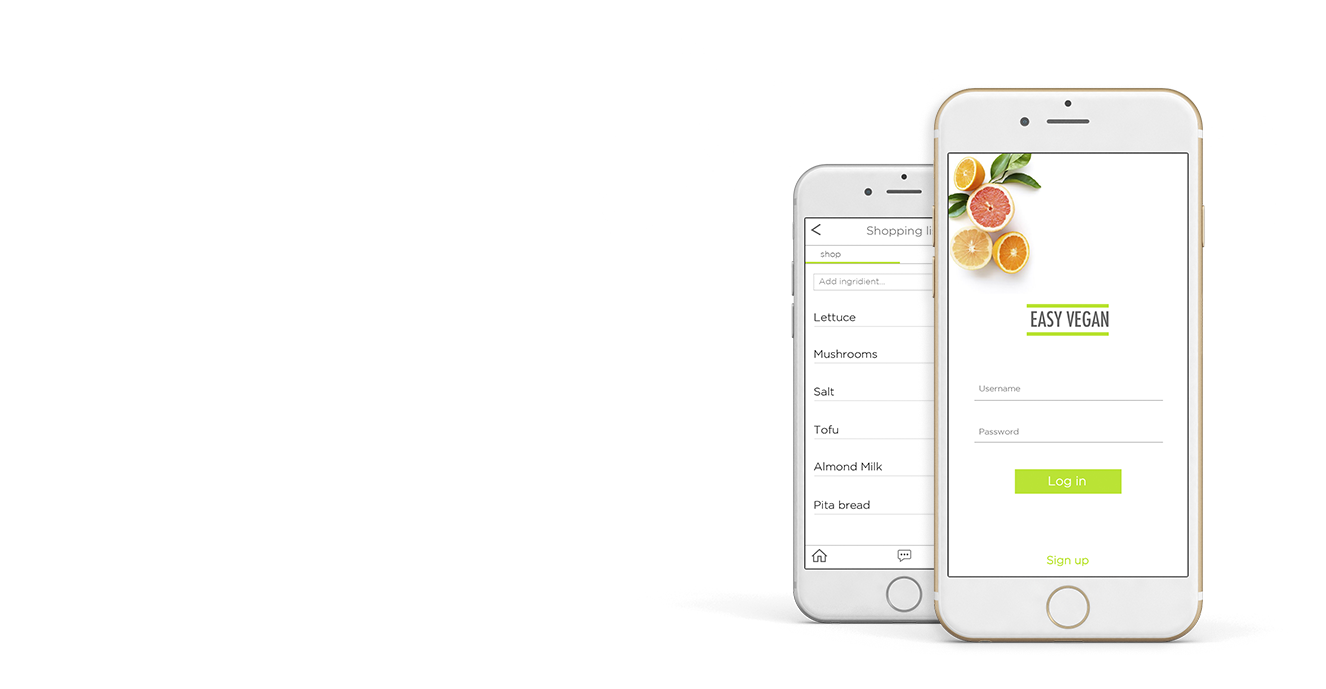 Shopping li
shop
Add ingridient...
Lettuce
Mushrooms
Salt
Tofu
Almond Milk
Pita bread
EASY VEGAN
Username
Password
Log in
Sign up